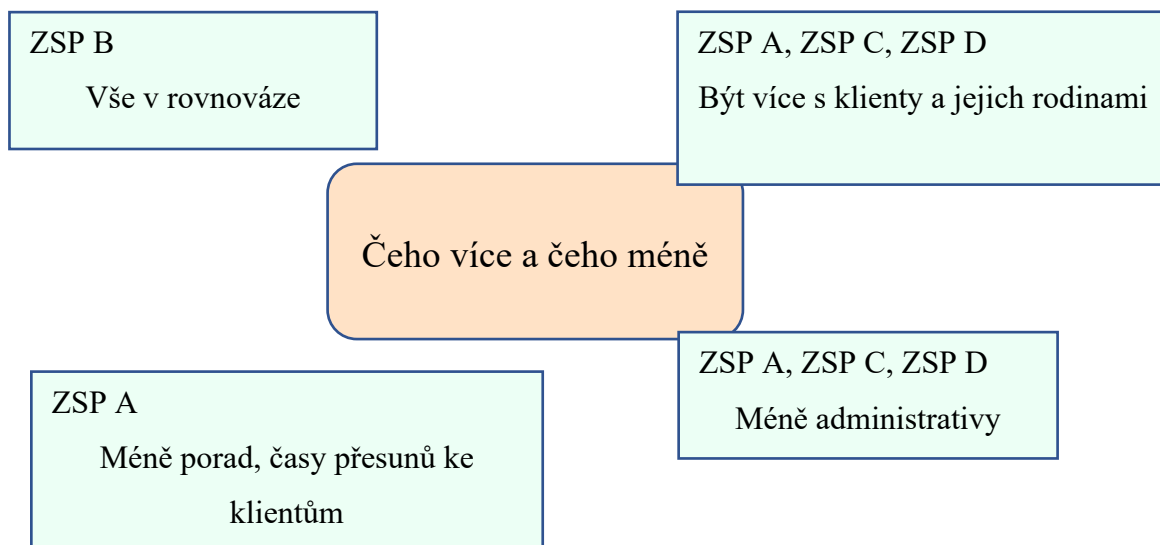 ZSP B
Vše v rovnováze
ZSP A, ZSP C, ZSP D
Být více s klienty a jejich rodinami
Čeho více a čeho méně
ZSP A, ZSP C, ZSP D
Méně administrativy
ZSP A
Méně porad, časy přesunů ke
klientům